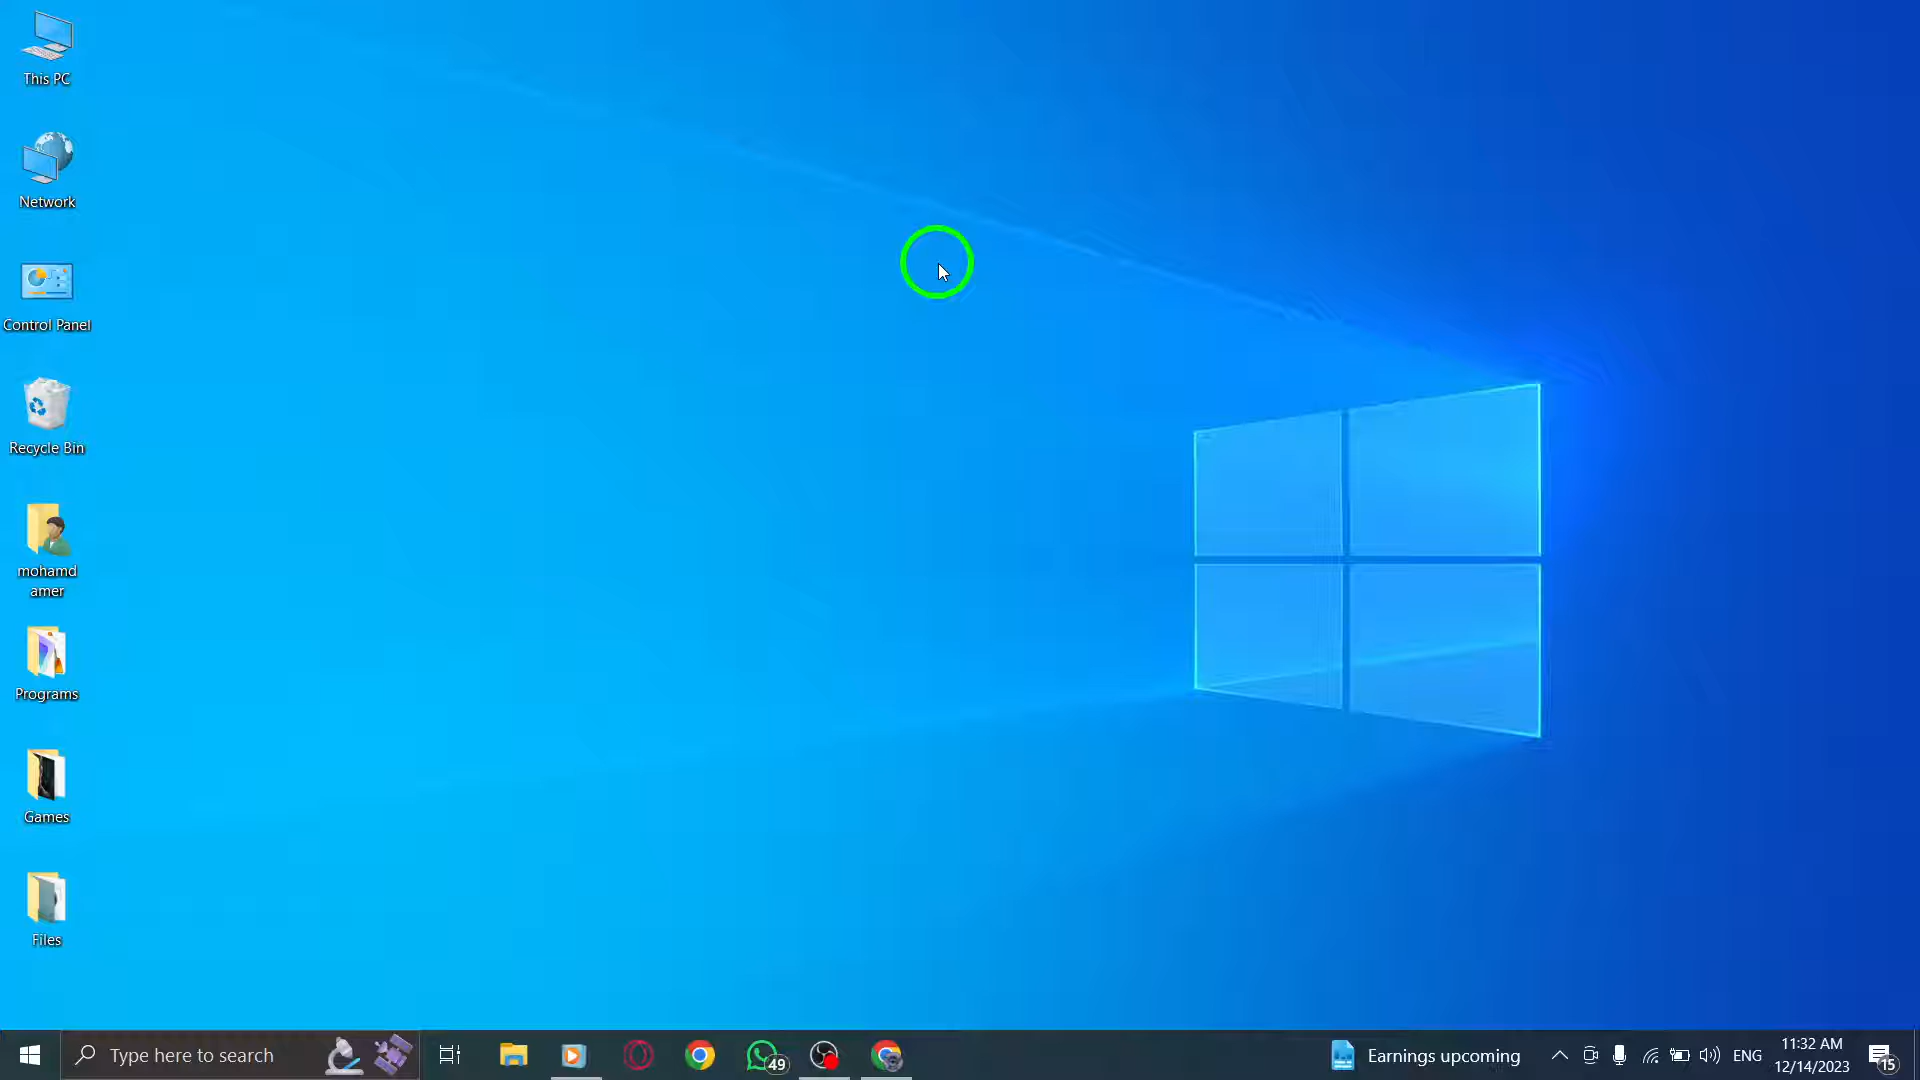 This PC
Network
Control Panel
Recycle Bin
mohamd
amer
Programs
Games
Files
Type here to search
49
Earnings upcoming
ENG
11:32 AM
12/14/2023
15